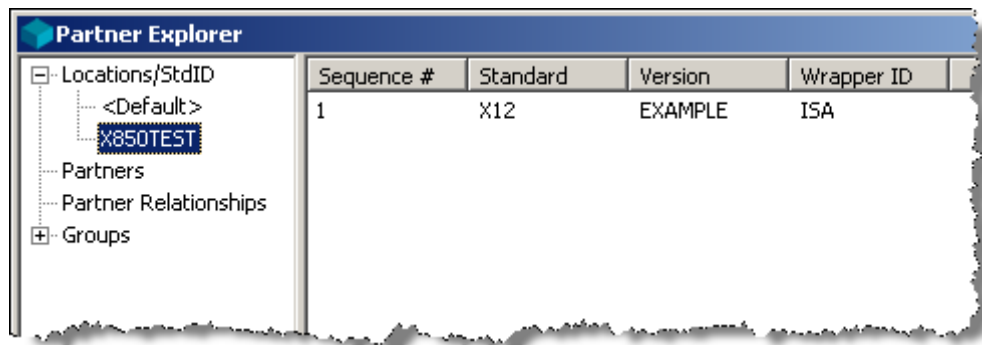 Partner Explorer
Locations/StdID
<Default>
X850TEST
Partners
Partner Relationships
Groups
Sequence # Standard Version Wrapper ID
1 X12 EXAMPLE ISA